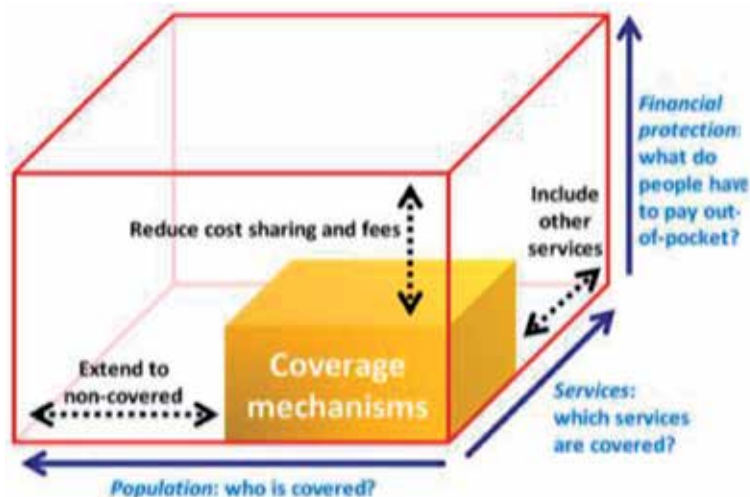 Financial
protection:
what do
people have
to pay out-
of-pocket?
Include
other
services
Reduce cost sharing and fees
Extend to
non-covered
Coverage
mechanisms
Services:
which services
are covered?
Population: who is covered?